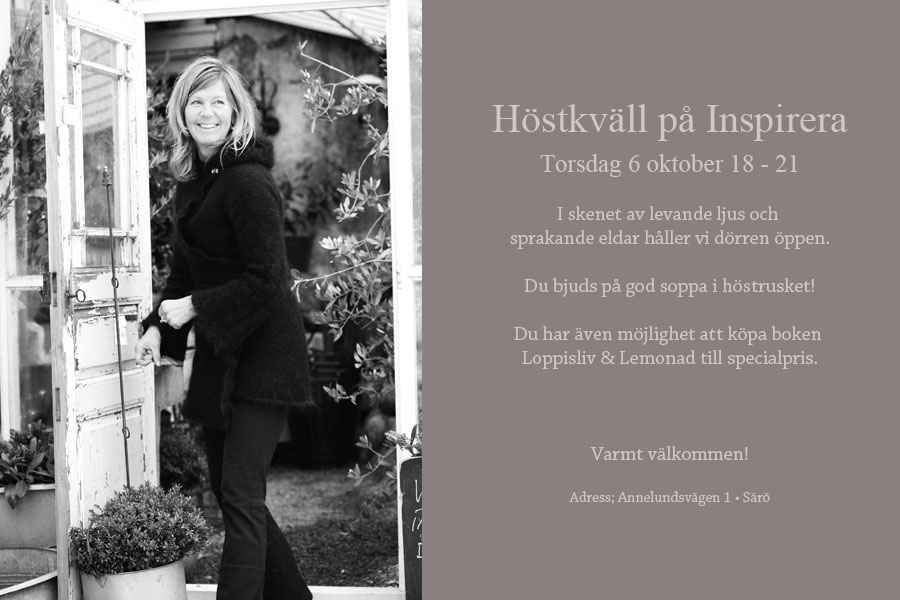 Höstkväll på Inspirera
Torsdag 6 oktober 18 - 21
I skenet av levande ljus och
sprakande eldar håller vi dörren öppen.
Du bjuds på god soppa i höstrusket!
Du har även möjlighet att köpa boken
Loppisliv & Lemonad till specialpris.
Varmt välkommen!
Adress; Annelundsvägen 1 • Särö